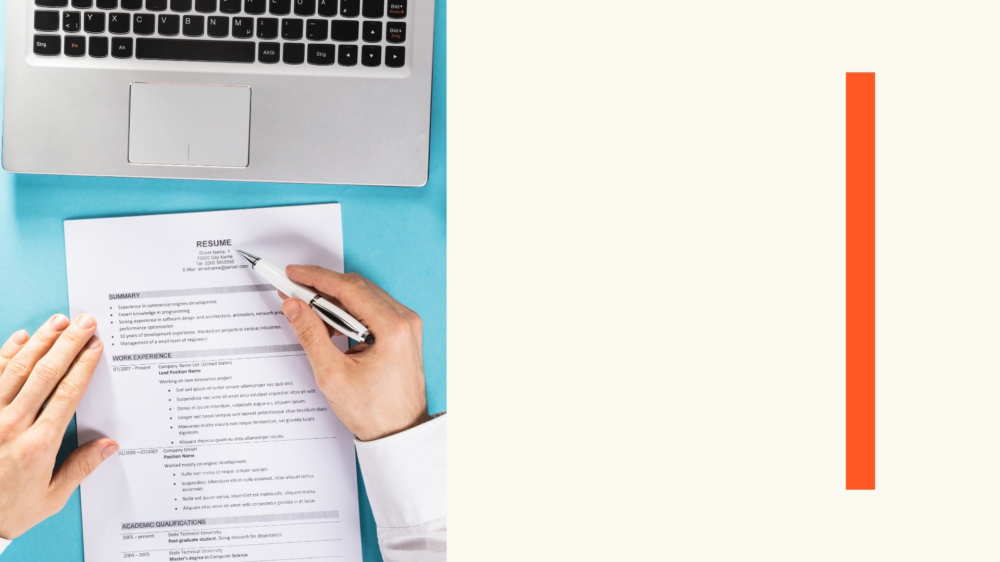 # Bild Rollen
> < ¦ Y X C V B N M µ ; , : . — – Bild Einfg
Strg Fn Alt AltGr Strg
RESUME
Street Name, 1
70000 City Name
Tel: 0000 5555555
E-Mail: emailname@server.com
SUMMARY
• Experience in commercial engines development
• Expert knowledge in programming
• Strong experience in software design and architecture, animation, network
performance optimization
• 10 years of development experience. Worked on projects in various industries.
• Management of a small team of engineers
WORK EXPERIENCE
07/2007 - Present Company Name Ltd. (United States)
Lead Position Name
Working on new innovative project
• Sed sed ipsum et tortor ornare ullamcorper nec quis orci.
• Suspendisse nec urna sit amet arcu volutpat imperdiet vitae et velit.
• Donec et ipsum interdum, vulputate augue eu, aliquam ipsum.
• Integer sed turpis tempus sem laoreet pellentesque vitae tincidunt diam.
• Maecenas mattis mauris non neque fermentum, vel gravida turpis
dignissim.
• Aliquam rhoncus quam eu eros ullamcorper iaculis.
01/2005 – 07/2007 Company GmbH
Position Name
Worked mostly on engine development:
• Nulla non metus id neque tempor suscipit.
• Suspendisse bibendum elit et nulla euismod, vitae aliquet lectus
accumsan.
• Nulla sed ipsum varius, imperdiet est malesuada, aliquam massa.
• Aliquam vitae enim sit amet velit consectetur gravida in et lacus
ACADEMIC QUALIFICATIONS
2005 – present State Technical University
Post-graduate student. Doing research for dissertation
2004 – 2005 State Technical University
Master's degree in Computer Science